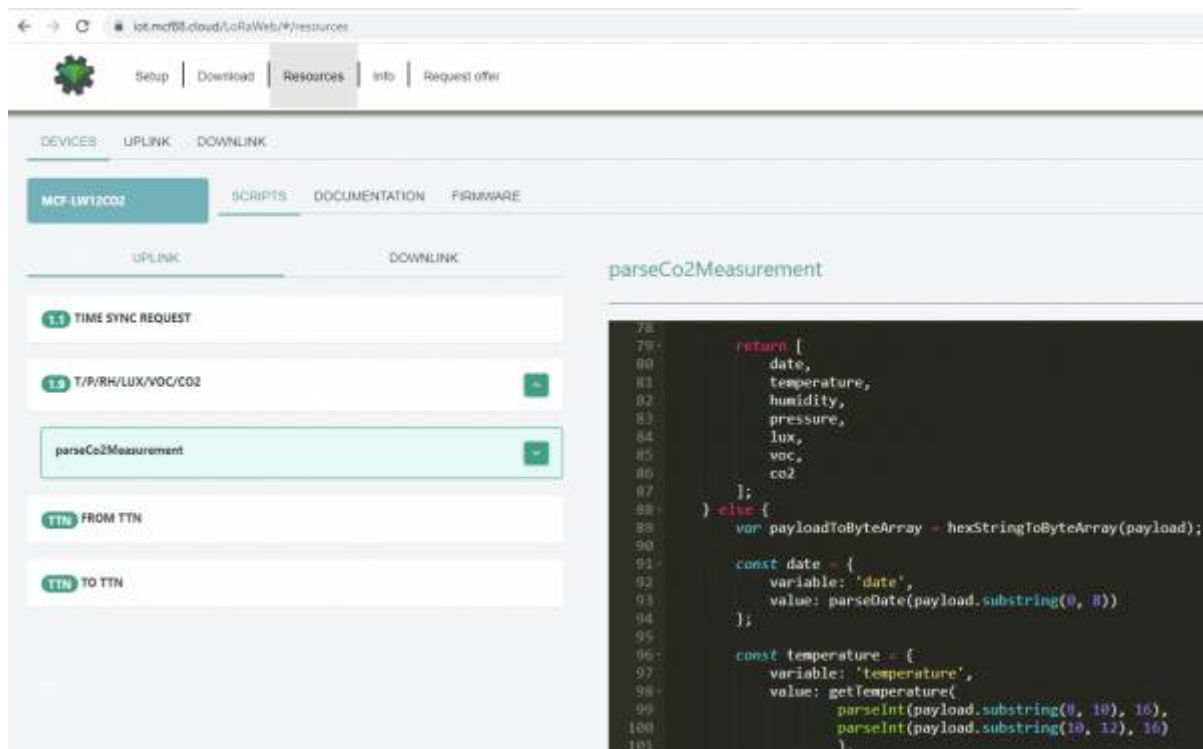 iot.mcf88.cloud/LoRaWeb/#/resources
Setup Download Resources Info Request offer
DEVICES UPLINK DOWNLINK
MCF-LW12CO2 SCRIPTS DOCUMENTATION FIRMWARE
UPLINK DOWNLINK
1.1 TIME SYNC REQUEST
1.9 T/P/RH/LUX/VOC/CO2
parseCo2Measurement
TTN FROM TTN
TTN TO TTN
parseCo2Measurement
78
79 return [
80 date,
81 temperature,
82 humidity,
83 pressure,
84 lux,
85 voc,
86 co2
87 ];
88 } else {
89 var payloadToByteArray = hexStringToByteArray(payload);
90
91 const date = {
92 variable: 'date',
93 value: parseDate(payload.substring(0, 8))
94 };
95
96 const temperature = {
97 variable: 'temperature',
98 value: getTemperature(
99 parseInt(payload.substring(8, 10), 16),
100 parseInt(payload.substring(10, 12), 16)
101 )